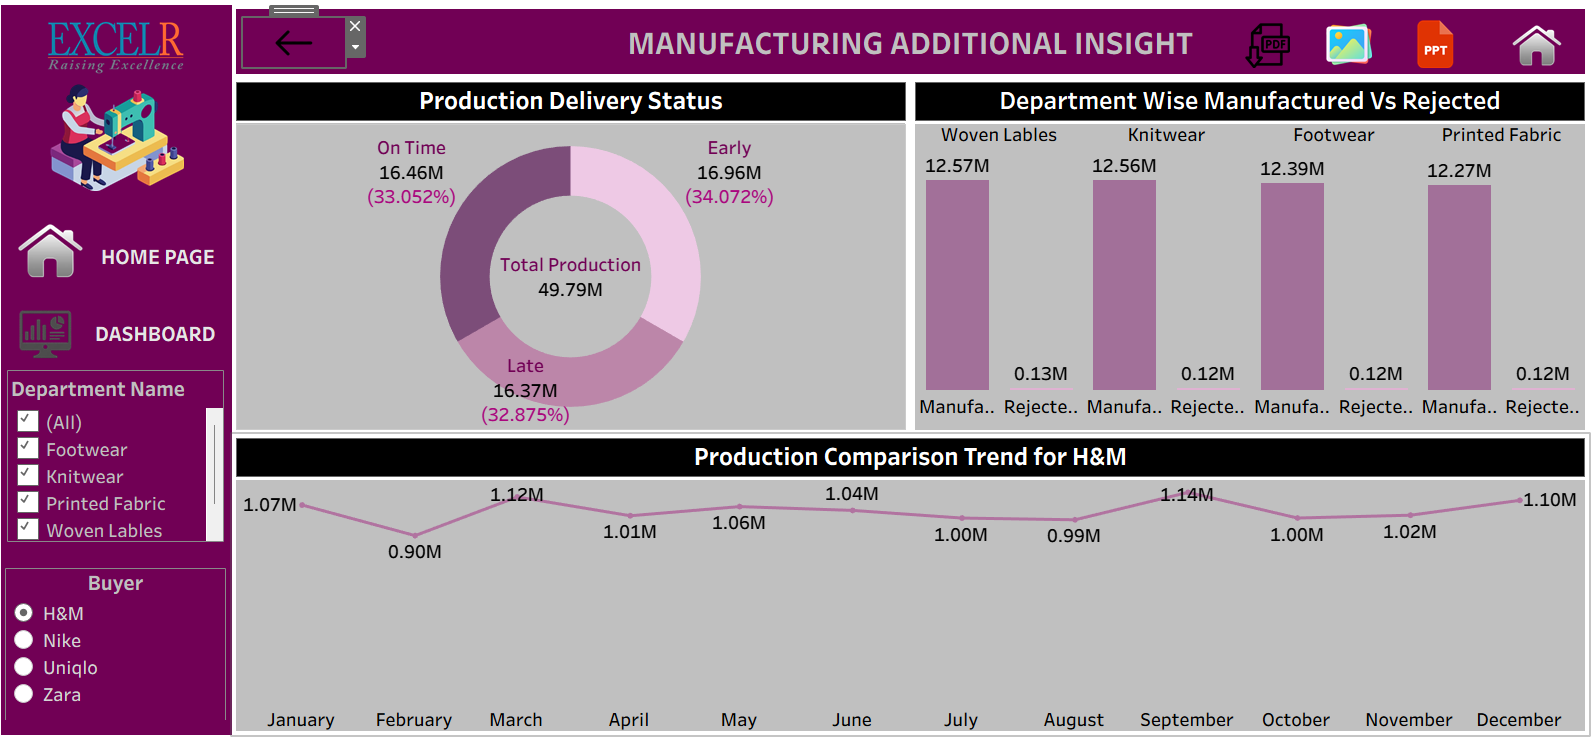 EXCELR
Raising Excellence
HOME PAGE
DASHBOARD
Department Name
(All)
Footwear
Knitwear
Printed Fabric
Woven Lables
Buyer
H&M
Nike
Uniqlo
Zara
MANUFACTURING ADDITIONAL INSIGHT
PDF
PPT
Production Delivery Status
On Time
16.46M
(33.052%)
Early
16.96M
(34.072%)
Total Production
49.79M
Late
16.37M
(32.875%)
Department Wise Manufactured Vs Rejected
Woven Lables Knitwear Footwear Printed Fabric
12.57M 12.56M 12.39M 12.27M
0.13M 0.12M 0.12M 0.12M
Manufa.. Rejecte.. Manufa.. Rejecte.. Manufa.. Rejecte.. Manufa.. Rejecte..
Production Comparison Trend for H&M
1.07M 0.90M 1.12M 1.01M 1.06M 1.04M 1.00M 0.99M 1.14M 1.00M 1.02M 1.10M
January February March April May June July August September October November December